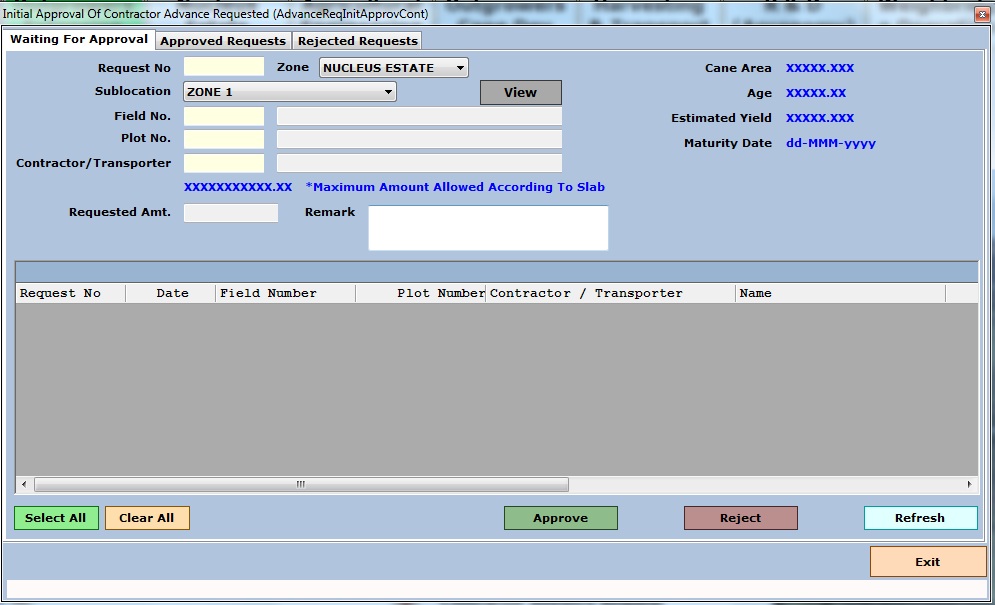 Initial Approval Of Contractor Advance Requested (AdvanceReqInitApprovCont)
Waiting For Approval Approved Requests Rejected Requests
Request No Zone NUCLEUS ESTATE Cane Area XXXXX.XXX
Sublocation ZONE 1 View Age XXXXX.XX
Field No. Estimated Yield XXXXX.XXX
Plot No. Maturity Date dd-MMM-yyyy
Contractor/Transporter
XXXXXXXXXXX.XX *Maximum Amount Allowed According To Slab
Requested Amt. Remark
Request No Date Field Number Plot Number Contractor / Transporter Name
Select All Clear All Approve Reject Refresh
Exit